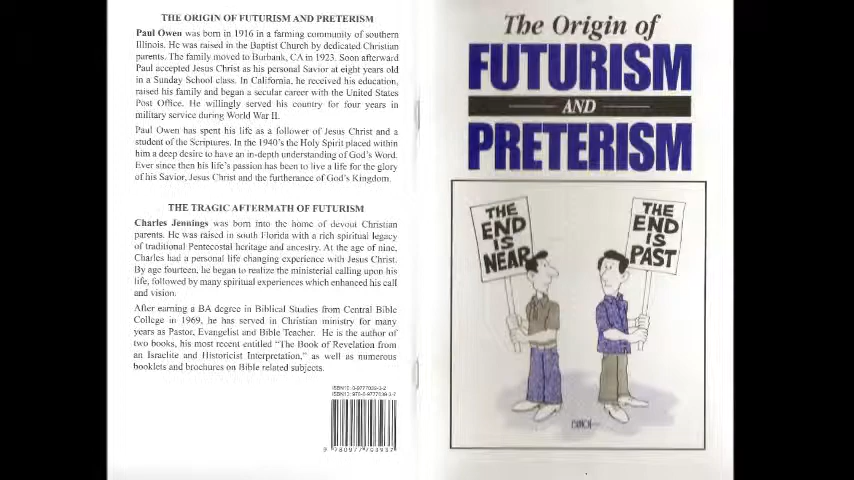 THE ORIGIN OF FUTURISM AND PRETERISM
Paul Owen was born in 1916 in a farming community of southern
Illinois. He was raised in the Baptist Church by dedicated Christian
parents. The family moved to Burbank, CA in 1923. Soon afterward
Paul accepted Jesus Christ as his personal Savior at eight years old
in a Sunday School class. In California, he received his education,
raised his family and began a secular career with the United States
Post Office. He willingly served his country for four years in
military service during World War II.
Paul Owen has spent his life as a follower of Jesus Christ and a
student of the Scriptures. In the 1940's the Holy Spirit placed within
him a deep desire to have an in-depth understanding of God's Word.
Ever since then his life's passion has been to live a life for the glory
of his Savior, Jesus Christ and the furtherance of God's Kingdom.
THE TRAGIC AFTERMATH OF FUTURISM
Charles Jennings was born into the home of devout Christian
parents. He was raised in south Florida with a rich spiritual legacy
of traditional Pentecostal heritage and ancestry. At the age of nine,
Charles had a personal life changing experience with Jesus Christ.
By age fourteen, he began to realize the ministerial calling upon his
life, followed by many spiritual experiences which enhanced his call
and vision.
After earning a BA degree in Biblical Studies from Central Bible
College in 1969, he has served in Christian ministry for many
years as Pastor, Evangelist and Bible Teacher. He is the author of
two books, his most recent entitled "The Book of Revelation from
an Israelite and Historicist Interpretation," as well as numerous
booklets and brochures on Bible related subjects.
The Origin of
FUTURISM
AND
PRETERISM
THE
END
IS
NEAR
THE
END
IS
PAST